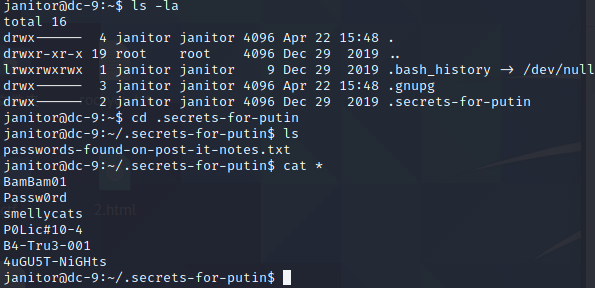 janitor@dc-9:~$ ls -la
total 16
drwx------  4 janitor janitor 4096 Apr 22 15:48 .
drwxr-xr-x 19 root    root    4096 Dec 29  2019 ..
lrwxrwxrwx  1 janitor janitor    9 Dec 29  2019 .bash_history -> /dev/null
drwx------  3 janitor janitor 4096 Apr 22 15:48 .gnupg
drwx------  2 janitor janitor 4096 Dec 29  2019 .secrets-for-putin
janitor@dc-9:~$ cd .secrets-for-putin
janitor@dc-9:~/.secrets-for-putin$ ls
passwords-found-on-post-it-notes.txt
janitor@dc-9:~/.secrets-for-putin$ cat *
BamBam01
Passw0rd
smellycats
2.html
P0Lic#10-4
B4-Tru3-001
4uGU5T-NiGHts
janitor@dc-9:~/.secrets-for-putin$